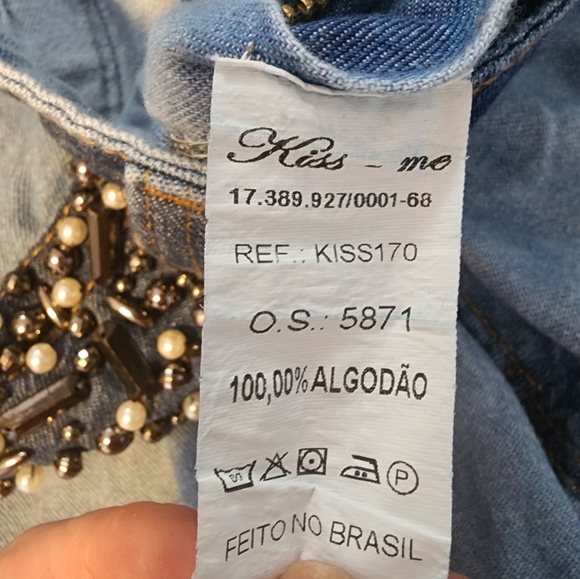 Kiss - me
17.389.927/0001-68
REF.: KISS170
O.S.: 5871
100,00% ALGODÃO
P
FEITO NO BRASIL